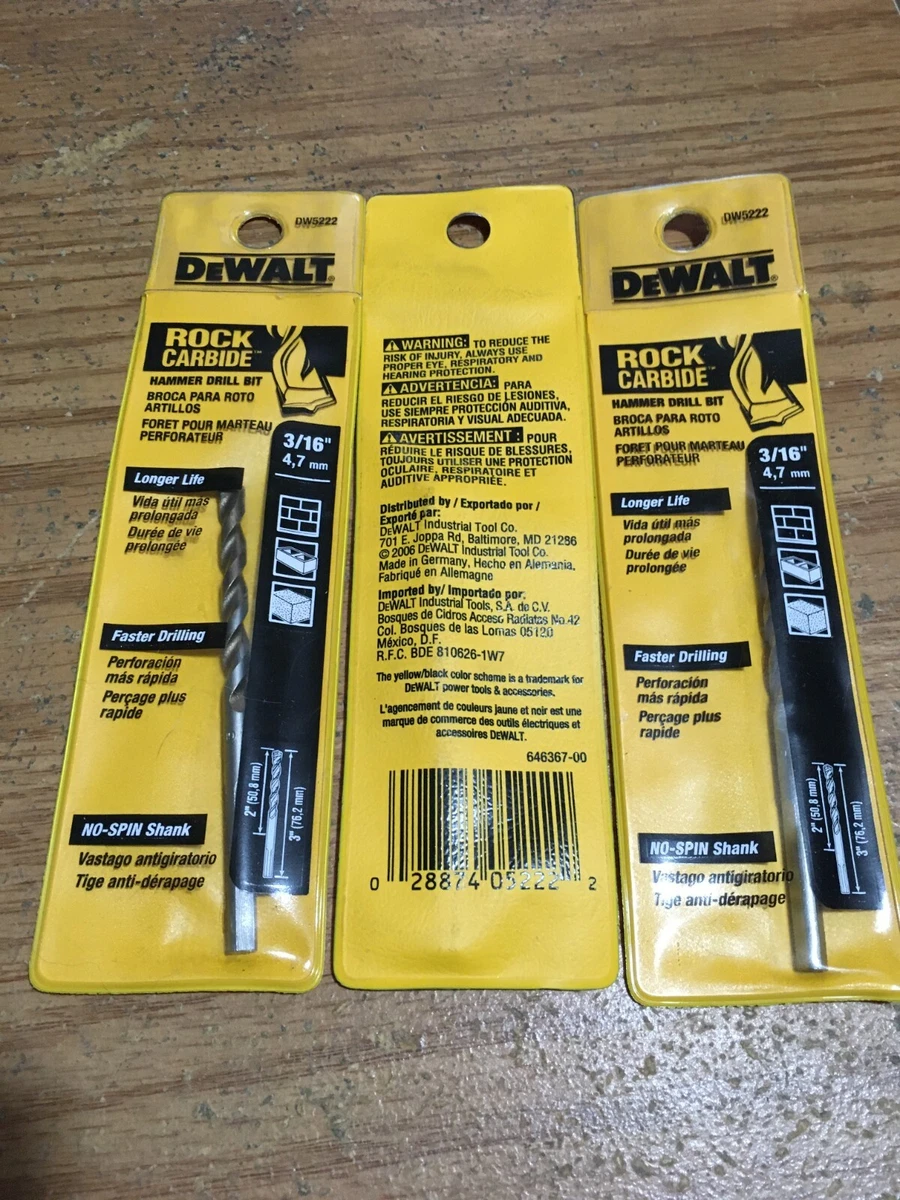 DW5222
DEWALT®
ROCK
CARBIDE™
HAMMER DRILL BIT
BROCA PARA ROTO
ARTILLOS
FORET POUR MARTEAU
PERFORATEUR
3/16"
4,7 mm
Longer Life
Vida útil más
prolongada
Durée de vie
prolongée
Faster Drilling
Perforación
más rápida
Perçage plus
rapide
2" (50,8 mm)
3" (76,2 mm)
NO-SPIN Shank
Vastago antigiratorio
Tige anti-dérapage
WARNING: TO REDUCE THE
RISK OF INJURY, ALWAYS USE
PROPER EYE, RESPIRATORY AND
HEARING PROTECTION.
ADVERTENCIA: PARA
REDUCIR EL RIESGO DE LESIONES,
USE SIEMPRE PROTECCIÓN AUDITIVA,
RESPIRATORIA Y VISUAL ADECUADA.
AVERTISSEMENT : POUR
RÉDUIRE LE RISQUE DE BLESSURES,
TOUJOURS UTILISER UNE PROTECTION
OCULAIRE, RESPIRATOIRE ET
AUDITIVE APPROPRIÉE.
Distributed by / Exportado por /
Exporté par:
DEWALT Industrial Tool Co.
701 E. Joppa Rd, Baltimore, MD 21286
© 2006 DEWALT Industrial Tool Co.
Made in Germany, Hecho en Alemania,
Fabriqué en Allemagne
Imported by/ Importado por:
DEWALT Industrial Tools, S.A. de C.V.
Bosques de Cidros Acceso Radiatas No.42
Col. Bosques de las Lomas 05120
México, D.F.
R.F.C. BDE 810626-1W7
The yellow/black color scheme is a trademark for
DEWALT power tools & accessories.
L'agencement de couleurs jaune et noir est une
marque de commerce des outils électriques et
accessoires DEWALT.
646367-00
0 28874 05222 2
DW5222
DEWALT®
ROCK
CARBIDE™
HAMMER DRILL BIT
BROCA PARA ROTO
ARTILLOS
FORET POUR MARTEAU
PERFORATEUR
3/16"
4,7 mm
Longer Life
Vida útil más
prolongada
Durée de vie
prolongée
Faster Drilling
Perforación
más rápida
Perçage plus
rapide
2" (50,8 mm)
3" (76,2 mm)
NO-SPIN Shank
Vastago antigiratorio
Tige anti-dérapage